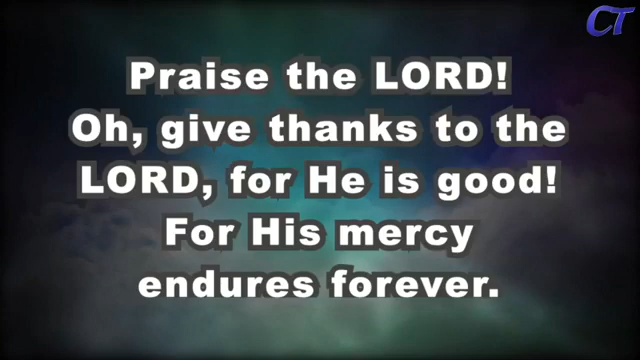 CT
Praise the LORD!
Oh, give thanks to the
LORD, for He is good!
For His mercy
endures forever.